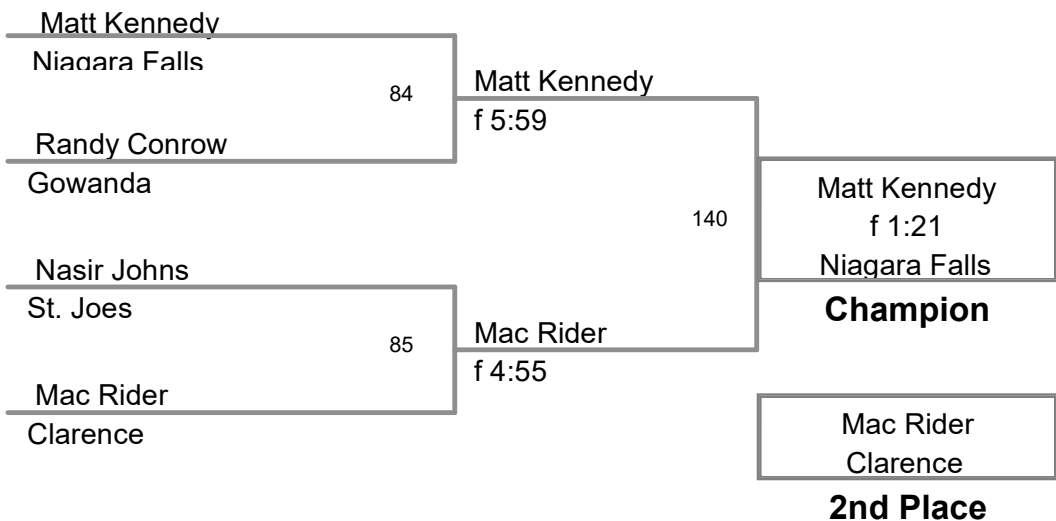 Matt Kennedy
Niagara Falls
84
Randy Conrow
Gowanda
Matt Kennedy
f 5:59
Nasir Johns
St. Joes
85
Mac Rider
Clarence
Mac Rider
f 4:55
140
Matt Kennedy
f 1:21
Niagara Falls
Champion
Mac Rider
Clarence
2nd Place